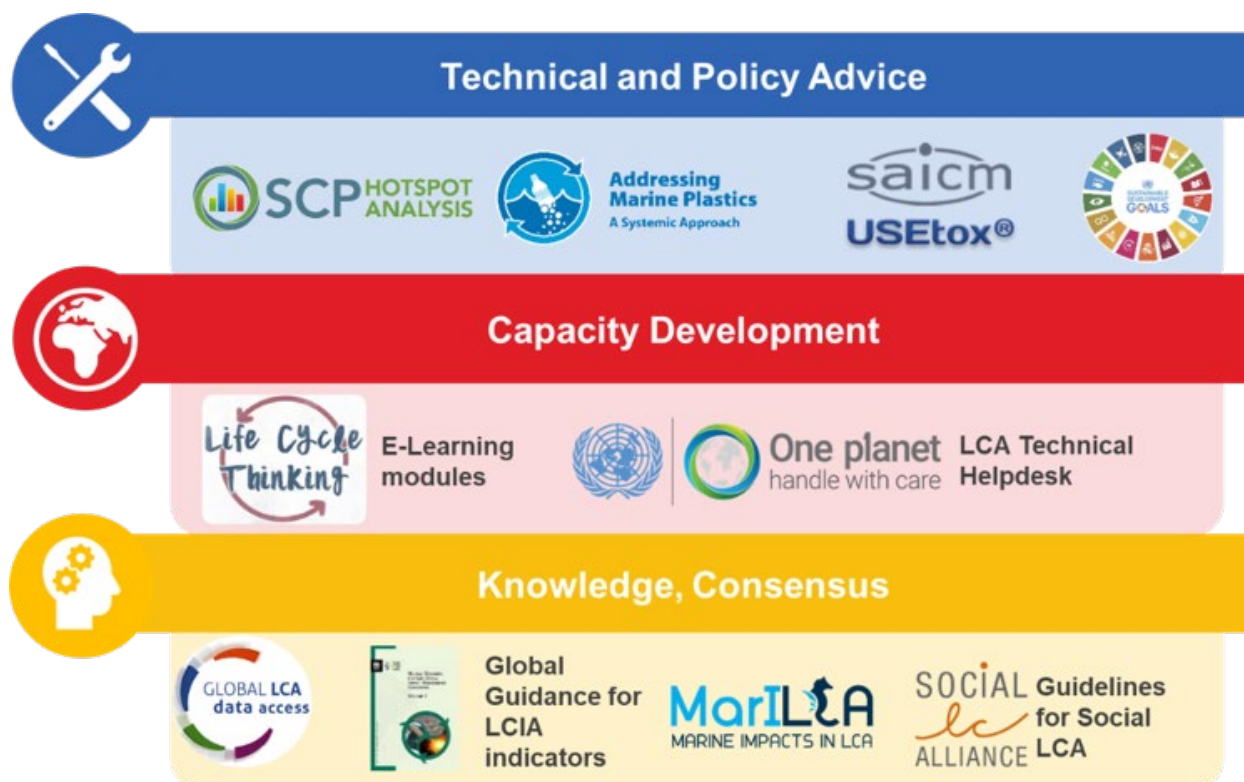 Technical and Policy Advice
SCP HOTSPOT
ANALYSIS
Addressing
Marine Plastics
A Systemic Approach
saicm
USEtox®
SUSTAINABLE
DEVELOPMENT
GOALS
Capacity Development
Life Cycle
Thinking
E-Learning
modules
One planet
handle with care
LCA Technical
Helpdesk
Knowledge, Consensus
GLOBAL LCA
data access
Global
Guidance for
LCIA
indicators
MarILCA
MARINE IMPACTS IN LCA
SOCIAL
lc
ALLIANCE
Guidelines
for Social
LCA